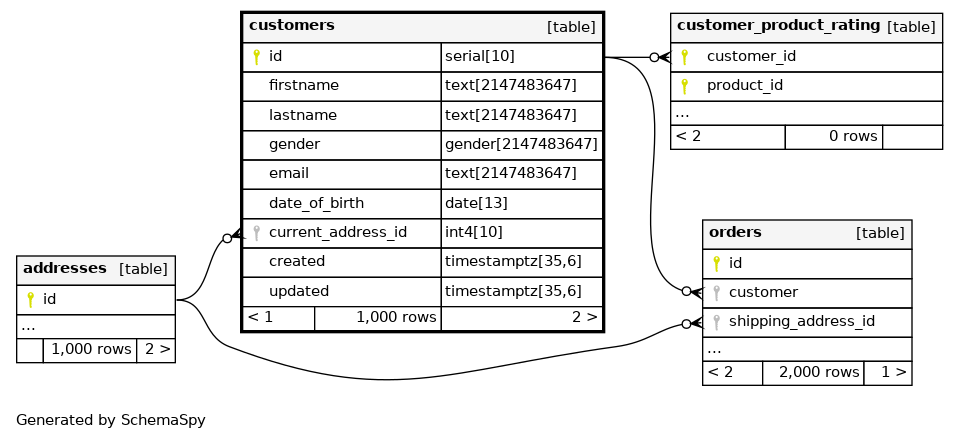 customers [table]
id serial[10]
firstname text[2147483647]
lastname text[2147483647]
gender gender[2147483647]
email text[2147483647]
date_of_birth date[13]
current_address_id int4[10]
created timestamptz[35,6]
updated timestamptz[35,6]
< 1 1,000 rows 2 >
customer_product_rating [table]
customer_id
product_id
...
< 2 0 rows
addresses [table]
id
...
1,000 rows 2 >
orders [table]
id
customer
shipping_address_id
...
< 2 2,000 rows 1 >
Generated by SchemaSpy